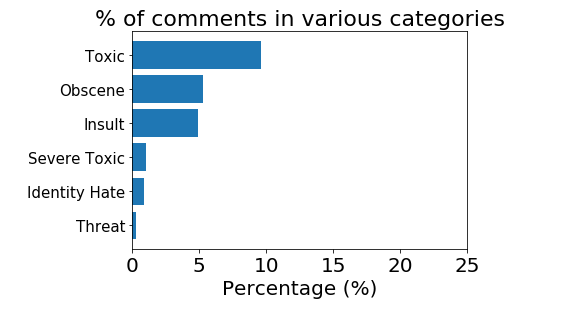 % of comments in various categories
Toxic
Obscene
Insult
Severe Toxic
Identity Hate
Threat
0 5 10 15 20 25
Percentage (%)